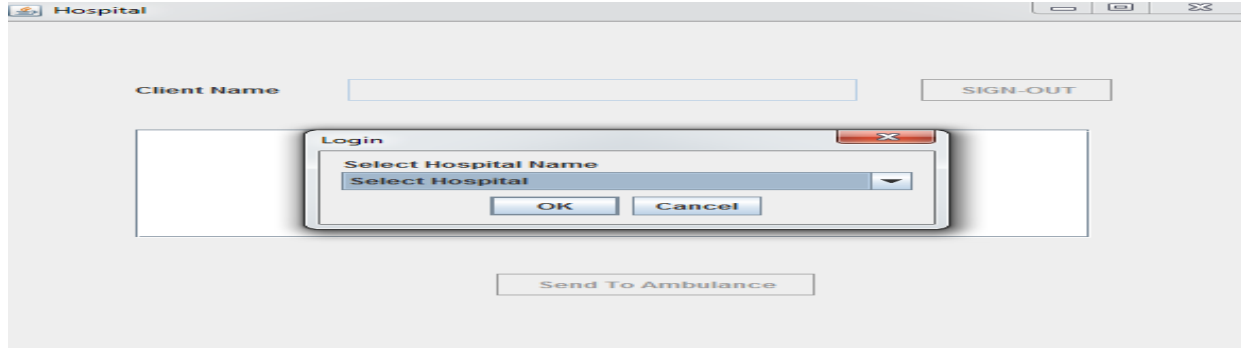 Hospital
Client Name
SIGN-OUT
Login
Select Hospital Name
Select Hospital
OK Cancel
Send To Ambulance